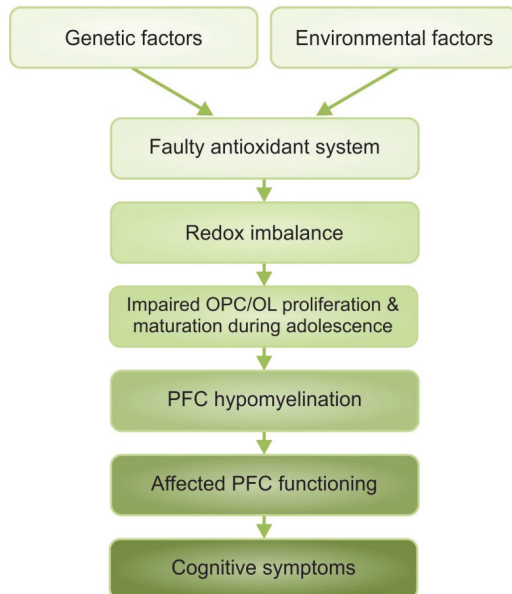 Genetic factors
Environmental factors
Faulty antioxidant system
Redox imbalance
Impaired OPC/OL proliferation &
maturation during adolescence
PFC hypomyelination
Affected PFC functioning
Cognitive symptoms